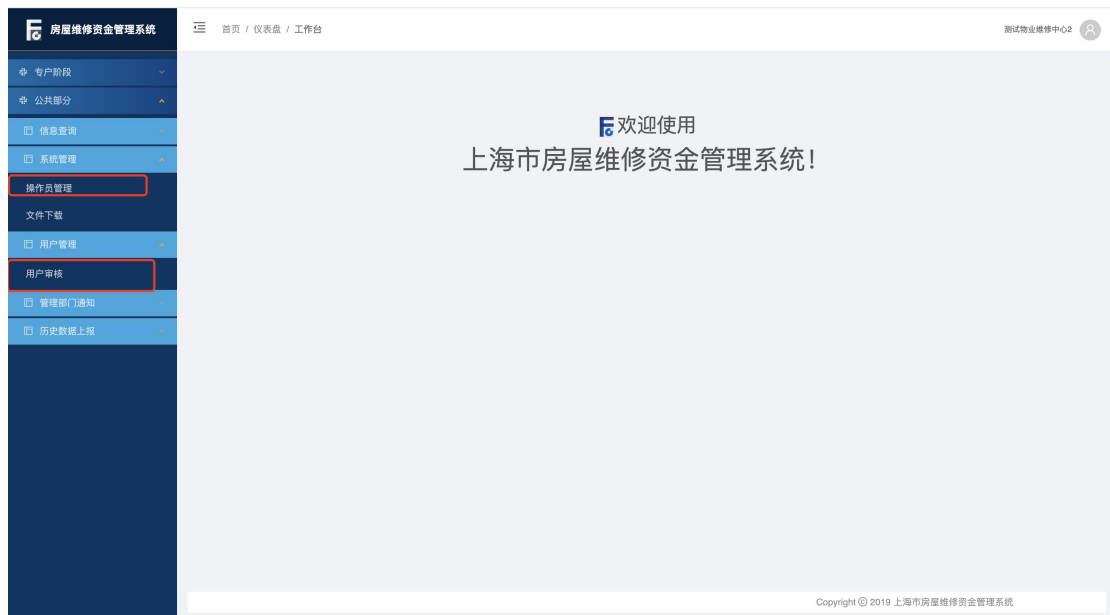 房屋维修资金管理系统
首页 / 仪表盘 / 工作台
测试物业维修中心2
专户阶段
公共部分
信息查询
系统管理
操作员管理
文件下载
用户管理
用户审核
管理部门通知
历史数据上报
欢迎使用
上海市房屋维修资金管理系统!
Copyright © 2019 上海市房屋维修资金管理系统